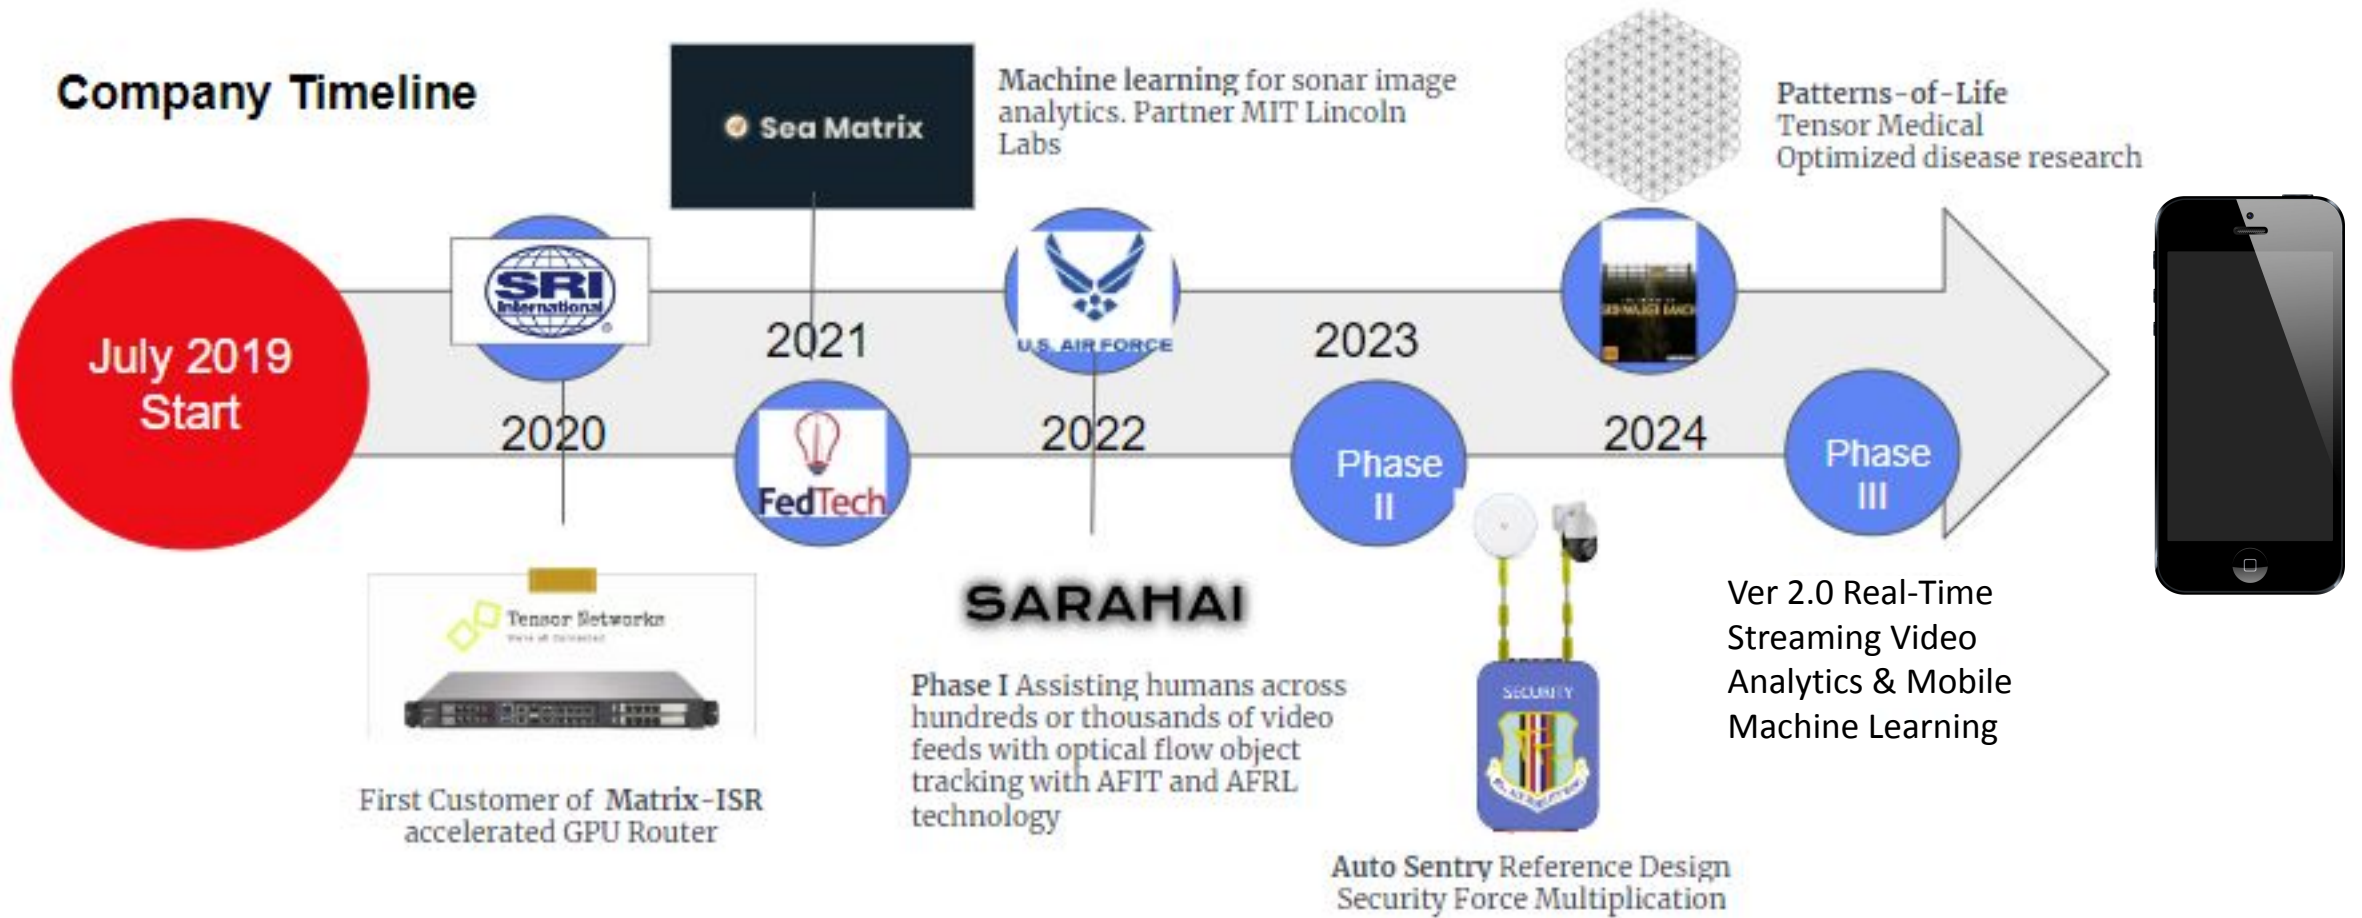 Company Timeline
Sea Matrix
Machine learning for sonar image
analytics. Partner MIT Lincoln
Labs
Patterns-of-Life
Tensor Medical
Optimized disease research
July 2019
Start
SRI
International
2020
2021
FedTech
U.S. AIR FORCE
2022
2023
Phase
II
2024
Phase
III
Tensor Networks
First Customer of Matrix-ISR
accelerated GPU Router
SARAHAI
Phase I Assisting humans across
hundreds or thousands of video
feeds with optical flow object
tracking with AFIT and AFRL
technology
SECURITY
Auto Sentry Reference Design
Security Force Multiplication
Ver 2.0 Real-Time
Streaming Video
Analytics & Mobile
Machine Learning